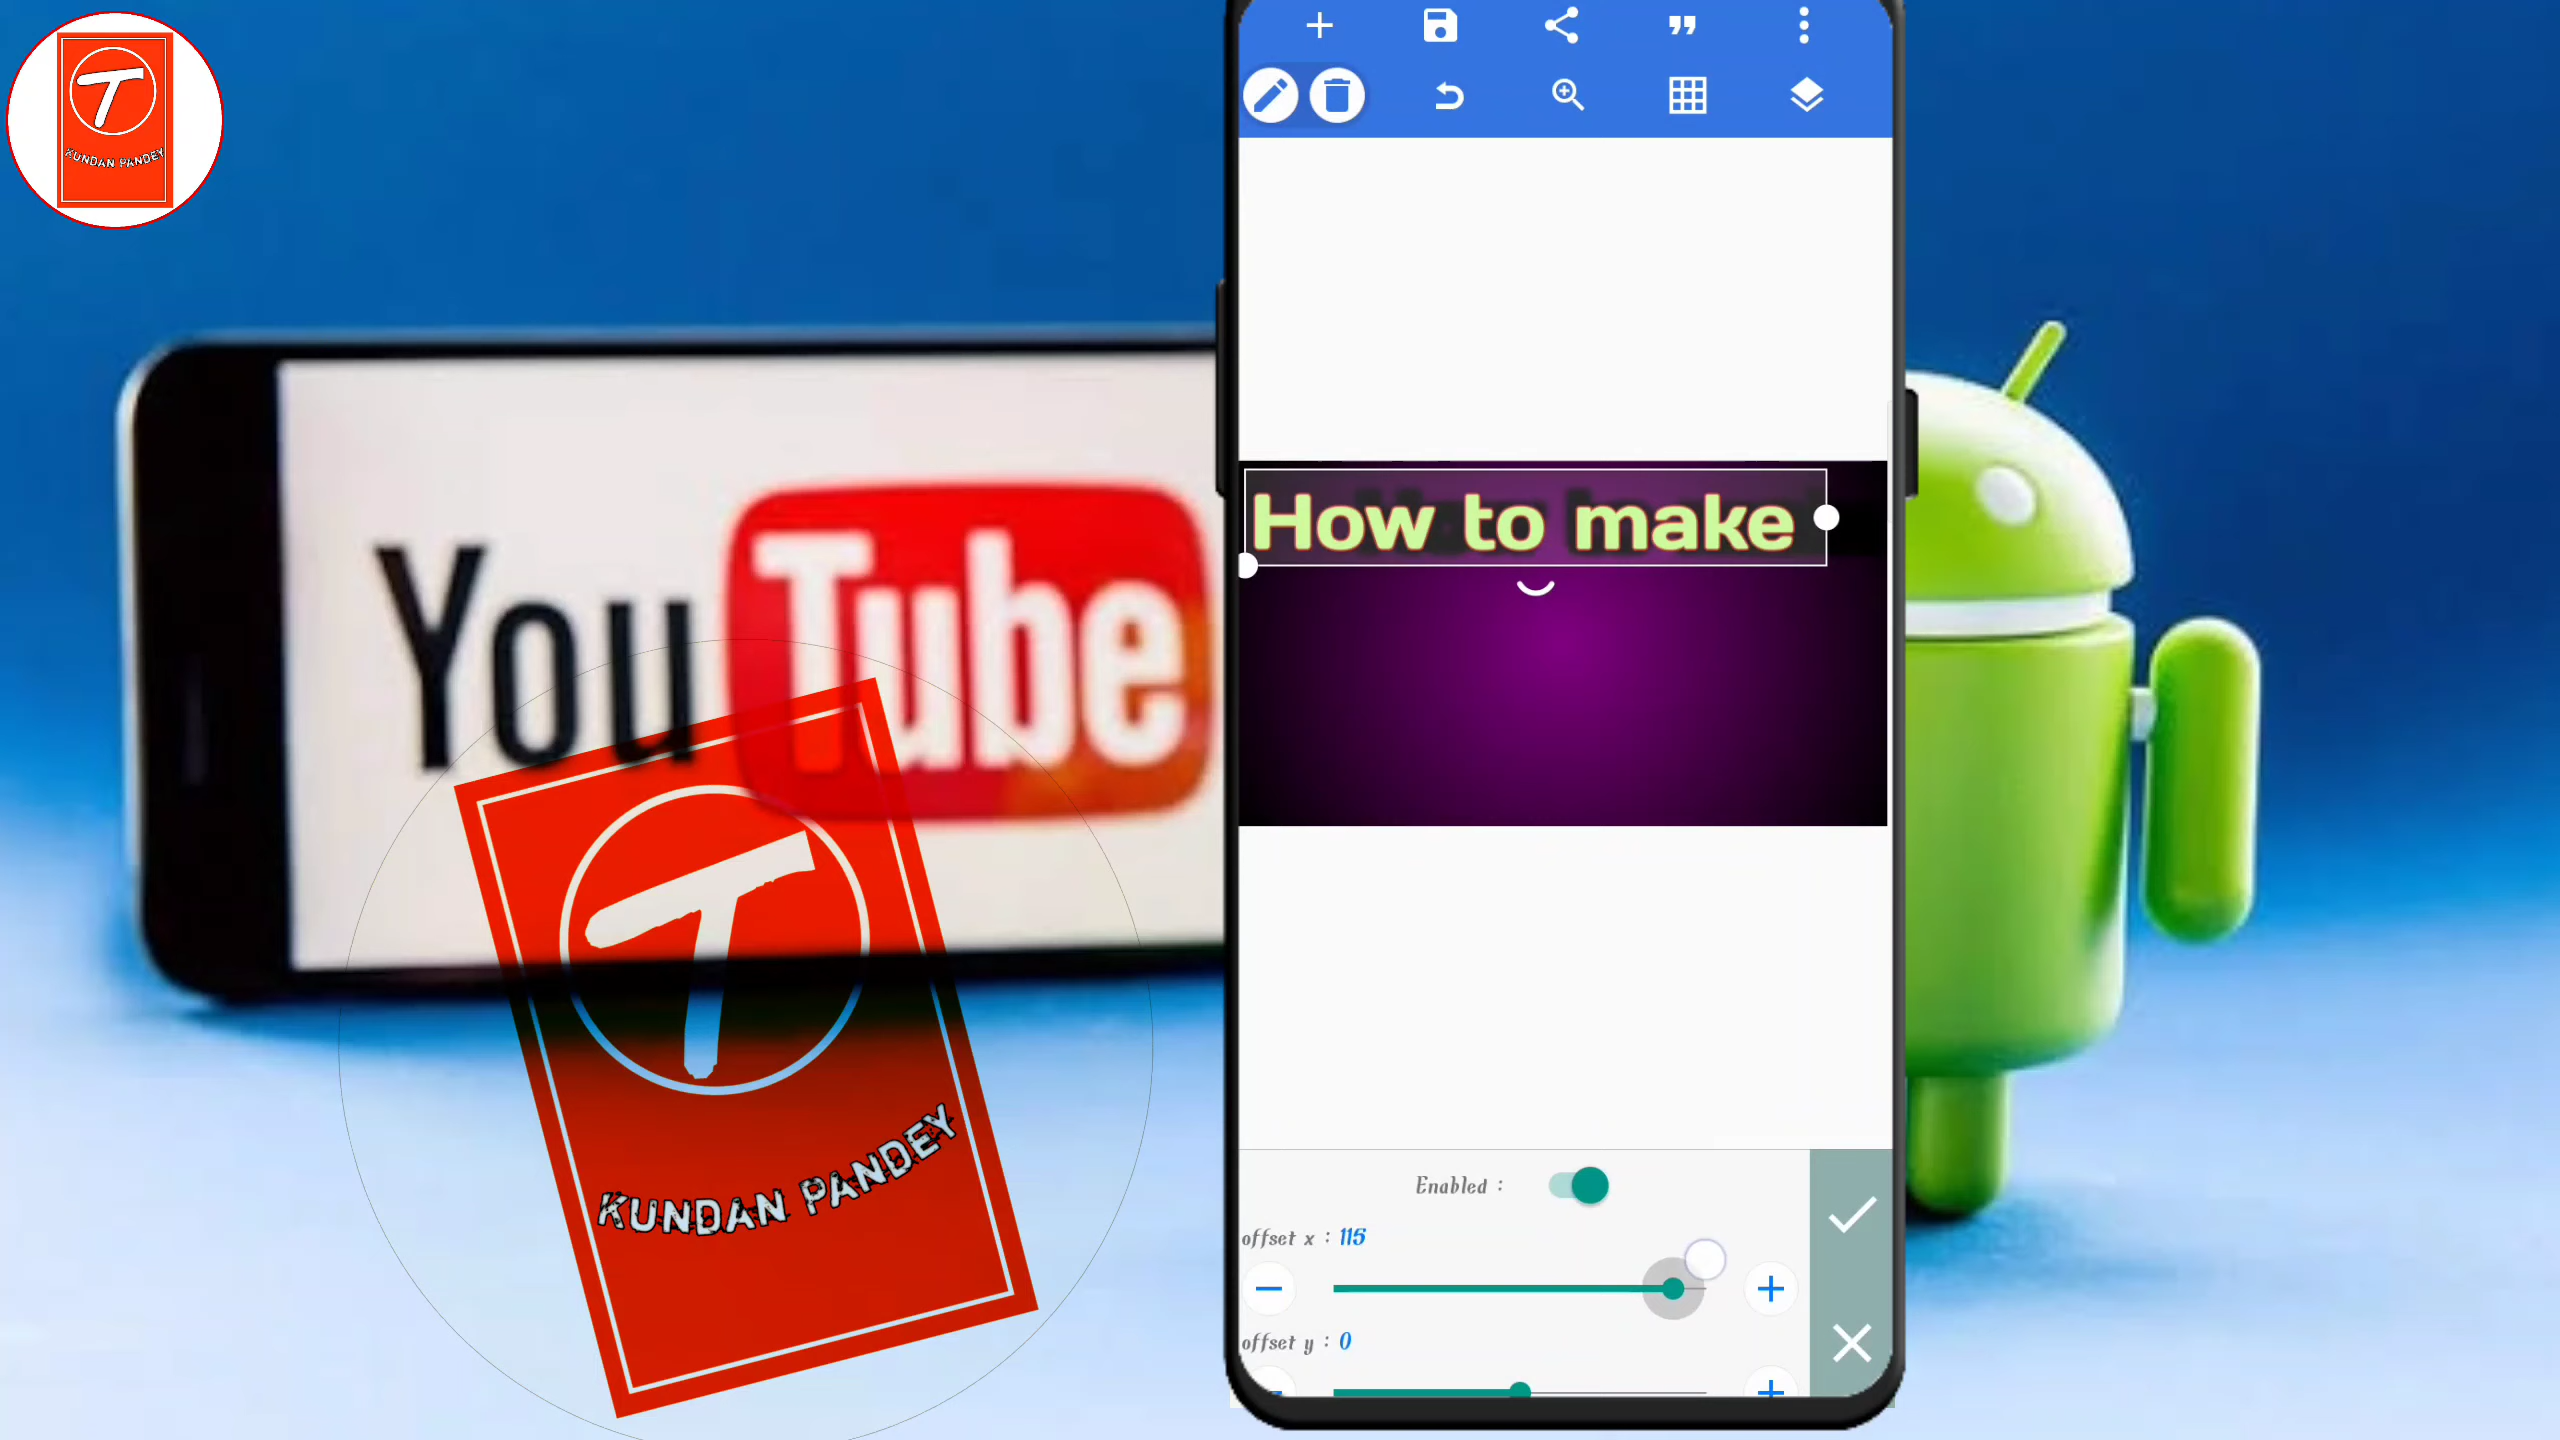 T
KUNDAN PANDEY
YouTube
How to make
T
KUNDAN PANDEY
Enabled :
offset x : 115
offset y : 0